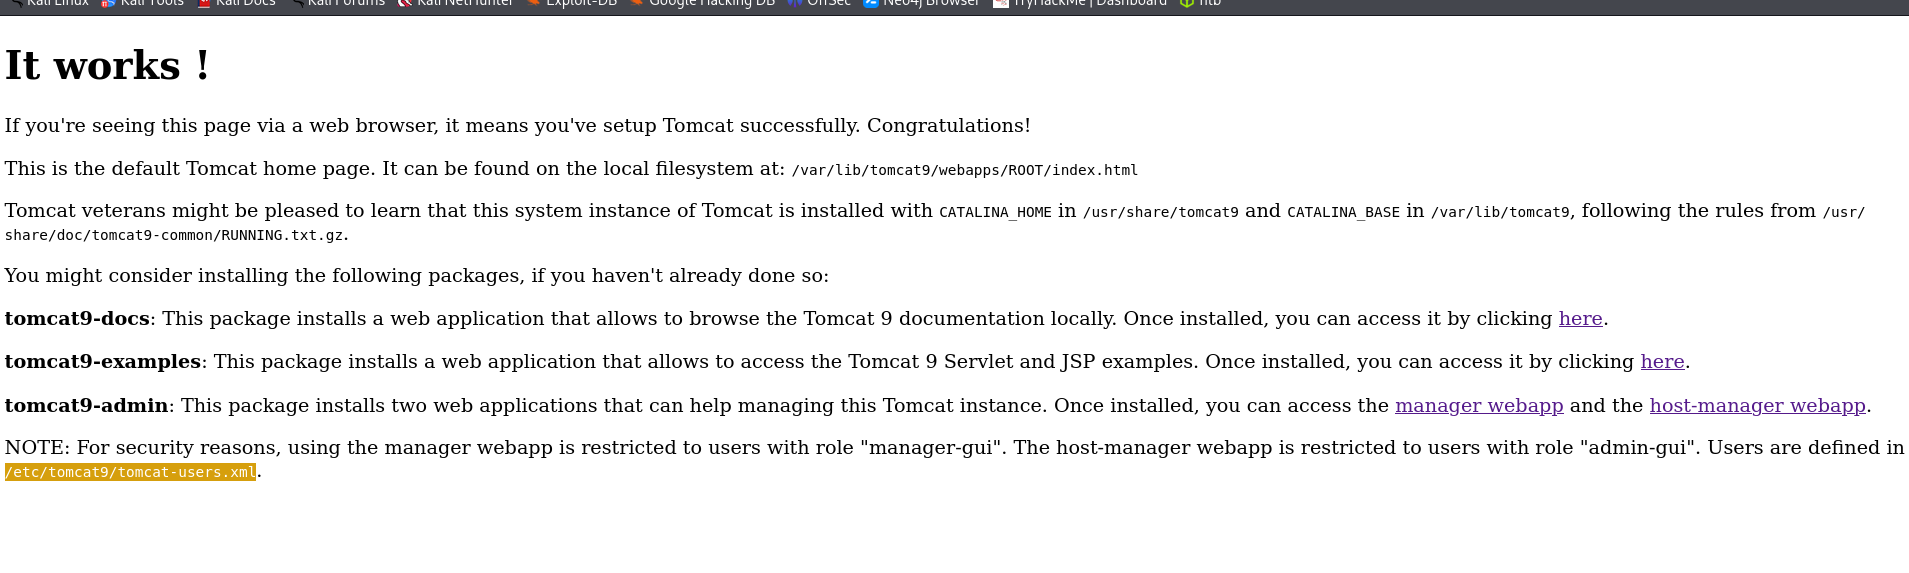 Kali Linux Kali Tools Kali Docs Kali Forums Kali NetHunter Exploit-DB Google Hacking DB OffSec Neo4j Browser TryHackMe | Dashboard htb
It works !
If you're seeing this page via a web browser, it means you've setup Tomcat successfully. Congratulations!
This is the default Tomcat home page. It can be found on the local filesystem at: /var/lib/tomcat9/webapps/ROOT/index.html
Tomcat veterans might be pleased to learn that this system instance of Tomcat is installed with CATALINA_HOME in /usr/share/tomcat9 and CATALINA_BASE in /var/lib/tomcat9, following the rules from /usr/
share/doc/tomcat9-common/RUNNING.txt.gz.
You might consider installing the following packages, if you haven't already done so:
tomcat9-docs: This package installs a web application that allows to browse the Tomcat 9 documentation locally. Once installed, you can access it by clicking here.
tomcat9-examples: This package installs a web application that allows to access the Tomcat 9 Servlet and JSP examples. Once installed, you can access it by clicking here.
tomcat9-admin: This package installs two web applications that can help managing this Tomcat instance. Once installed, you can access the manager webapp and the host-manager webapp.
NOTE: For security reasons, using the manager webapp is restricted to users with role "manager-gui". The host-manager webapp is restricted to users with role "admin-gui". Users are defined in
/etc/tomcat9/tomcat-users.xml.